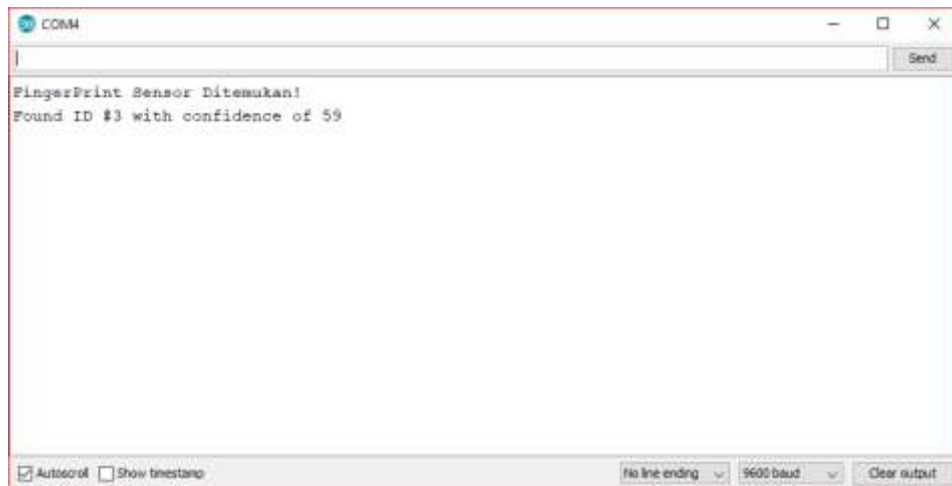 COM4
Send
FingerPrint Sensor Ditemukan!
Found ID #3 with confidence of 59
Autoscroll Show timestamp No line ending 9600 baud Clear output